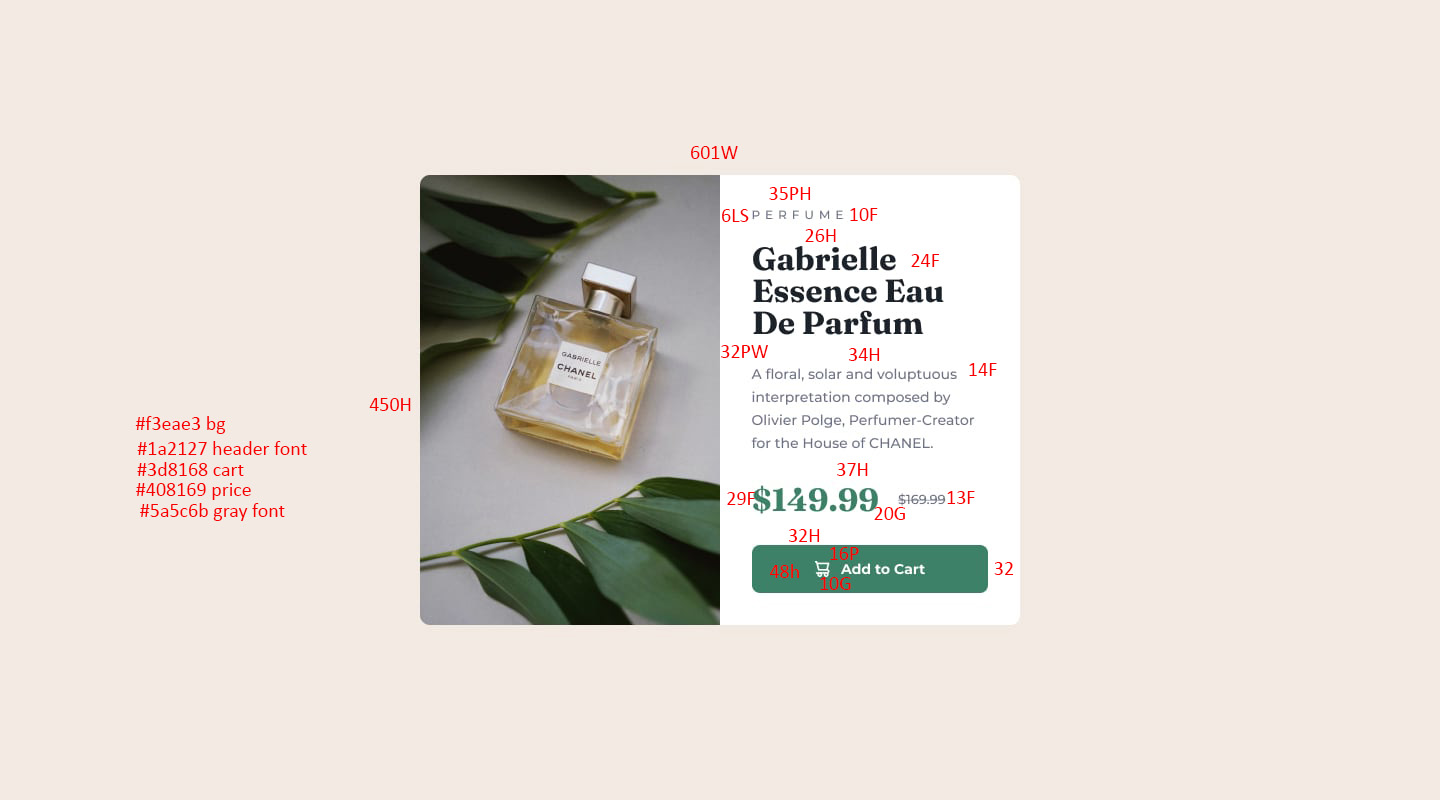 601W
35PH
6LS PERFUME 10F
26H
Gabrielle 24F
Essence Eau
De Parfum
32PW 34H
A floral, solar and voluptuous 14F
interpretation composed by
Olivier Polge, Perfumer-Creator
for the House of CHANEL.
37H
29F $149.99 $169.99 13F
20G
32H
16P
48h Add to Cart 32
10G
GABRIELLE
CHANEL
PARIS
450H
#f3eae3 bg
#1a2127 header font
#3d8168 cart
#408169 price
#5a5c6b gray font